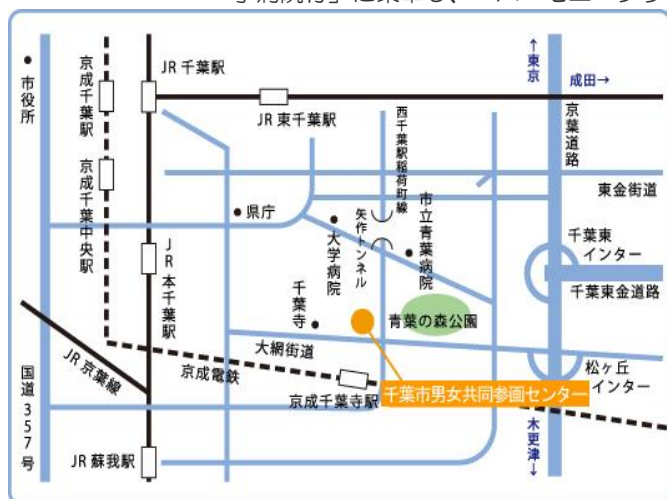 JR千葉駅
↑東京
成田→
市役所
京成千葉駅
JR東千葉駅
西千葉駅稲荷町線
京葉道路
東金街道
京成千葉中央駅
県庁
大学病院
矢作トンネル
市立青葉病院
千葉東
インター
千葉東金道路
JR本千葉駅
千葉寺
青葉の森公園
大網街道
松ヶ丘
インター
JR京葉線
京成電鉄
京成千葉寺駅
千葉市男女共同参画センター
国道357号
JR蘇我駅
木更津↓